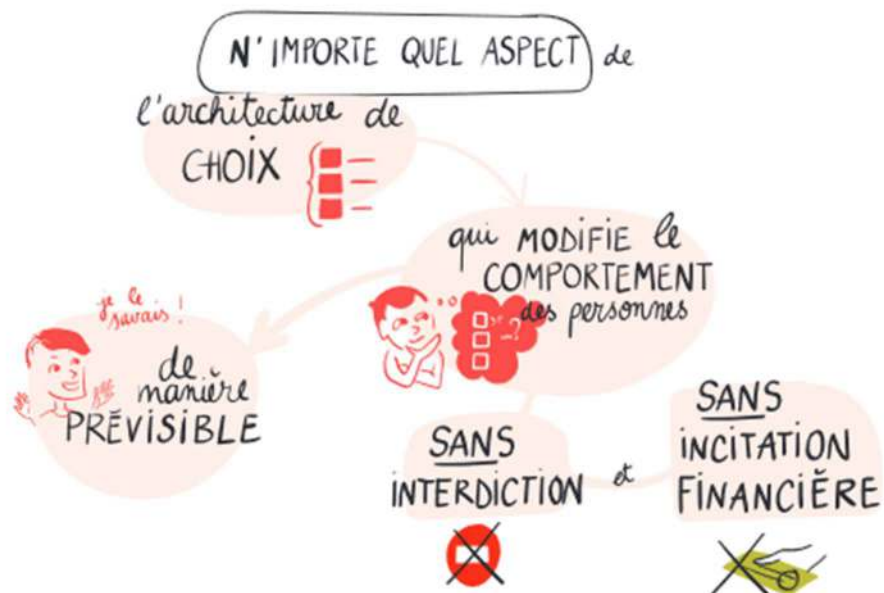 N'IMPORTE QUEL ASPECT de
l'architecture de
CHOIX
qui MODIFIE le
COMPORTEMENT
des personnes
?
je le
savais !
de
manière
PRÉVISIBLE
SANS
INTERDICTION
et
SANS
INCITATION
FINANCIÈRE